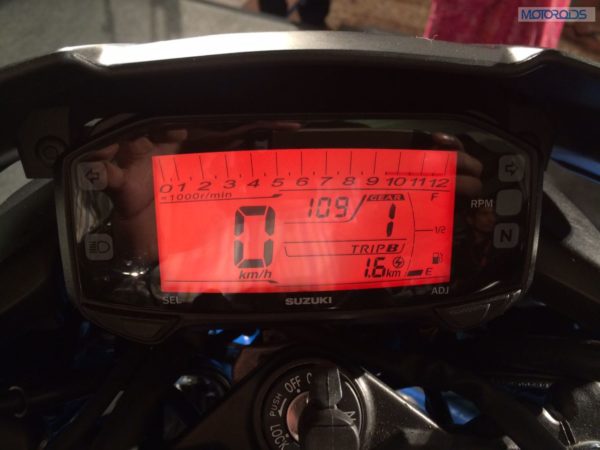 MOTOROIDS
0 1 2 3 4 5 6 7 8 9 10 11 12
×1000r/min
F
RPM
109
GEAR
0
1
1/2
N
TRIP B
km/h
1.6 km
E
SEL
SUZUKI
ADJ
PUSH
OFF
LOCK